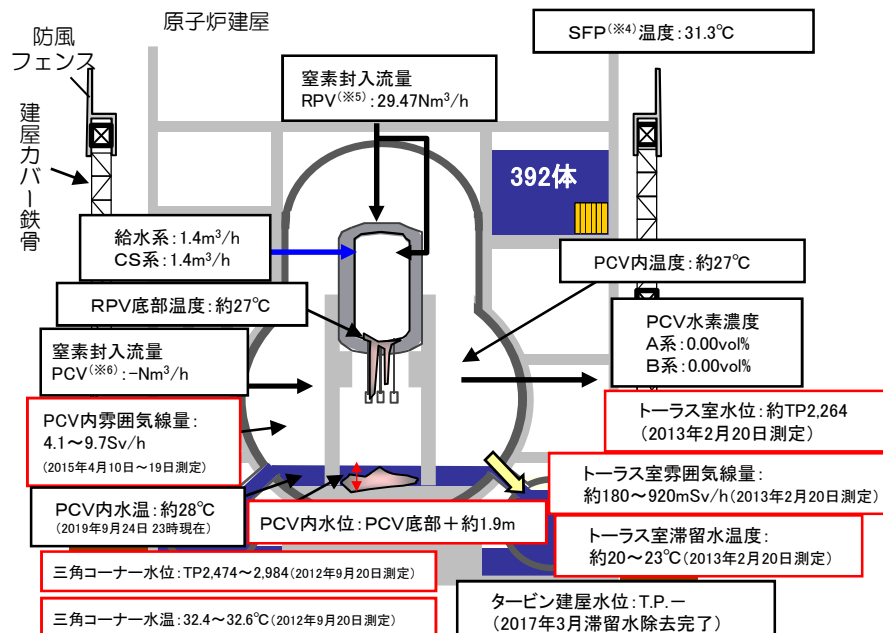 原子炉建屋
防風
フェンス
建屋カバー鉄骨
SFP(※4)温度:31.3℃
窒素封入流量
RPV(※5):29.47Nm3/h
392体
給水系:1.4m3/h
CS系:1.4m3/h
PCV内温度:約27℃
RPV底部温度:約27℃
PCV水素濃度
A系:0.00vol%
B系:0.00vol%
窒素封入流量
PCV(※6):-Nm3/h
トーラス室水位:約TP2,264
(2013年2月20日測定)
PCV内雰囲気線量:
4.1~9.7Sv/h
(2015年4月10日~19日測定)
トーラス室雰囲気線量:
約180~920mSv/h(2013年2月20日測定)
PCV内水温:約28℃
(2019年9月24日 23時現在)
PCV内水位:PCV底部+約1.9m
トーラス室滞留水温度:
約20~23℃(2013年2月20日測定)
三角コーナー水位:TP2,474~2,984(2012年9月20日測定)
三角コーナー水温:32.4~32.6℃(2012年9月20日測定)
タービン建屋水位:T.P.-
(2017年3月滞留水除去完了)